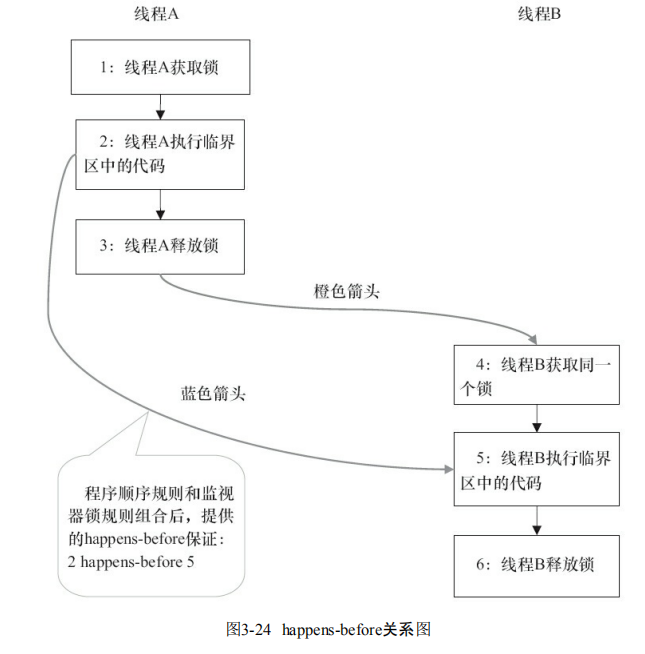 线程A
线程B
1：线程A获取锁
2：线程A执行临界
区中的代码
3：线程A释放锁
橙色箭头
4：线程B获取同一
个锁
蓝色箭头
5：线程B执行临界
区中的代码
程序顺序规则和监视
器锁规则组合后，提供
的happens-before保证：
2 happens-before 5
6：线程B释放锁
图3-24 happens-before关系图